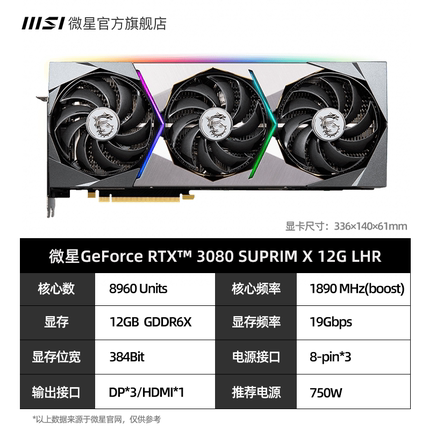 msi 微星官方旗舰店
显卡尺寸：336×140×61mm
微星GeForce RTX™ 3080 SUPRIM X 12G LHR
核心数 8960 Units 核心频率 1890 MHz(boost)
显存 12GB GDDR6X 显存频率 19Gbps
显存位宽 384Bit 电源接口 8-pin*3
输出接口 DP*3/HDMI*1 推荐电源 750W
*以上数据来源于微星官网，仅供参考